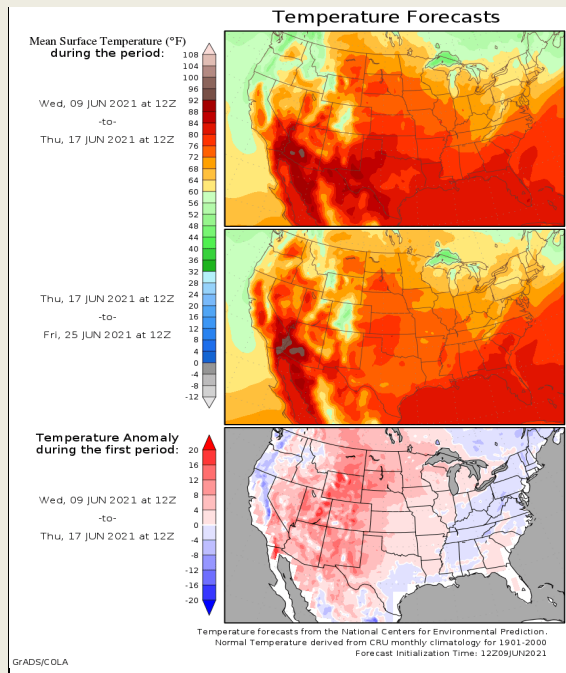 Temperature Forecasts
Mean Surface Temperature (°F)
during the period:
Wed, 09 JUN 2021 at 12Z
-to-
Thu, 17 JUN 2021 at 12Z
108
104
100
96
92
88
84
80
76
72
68
64
60
56
52
48
44
40
36
32
28
24
20
16
12
8
4
0
-4
-8
-12
Thu, 17 JUN 2021 at 12Z
-to-
Fri, 25 JUN 2021 at 12Z
Temperature Anomaly
during the first period:
Wed, 09 JUN 2021 at 12Z
-to-
Thu, 17 JUN 2021 at 12Z
20
16
12
8
4
0
-4
-8
-12
-16
-20
Temperature forecasts from the National Centers for Environmental Prediction.
Normal Temperature derived from CRU monthly climatology for 1901-2000
Forecast Initialization Time: 12Z09JUN2021
GrADS/COLA